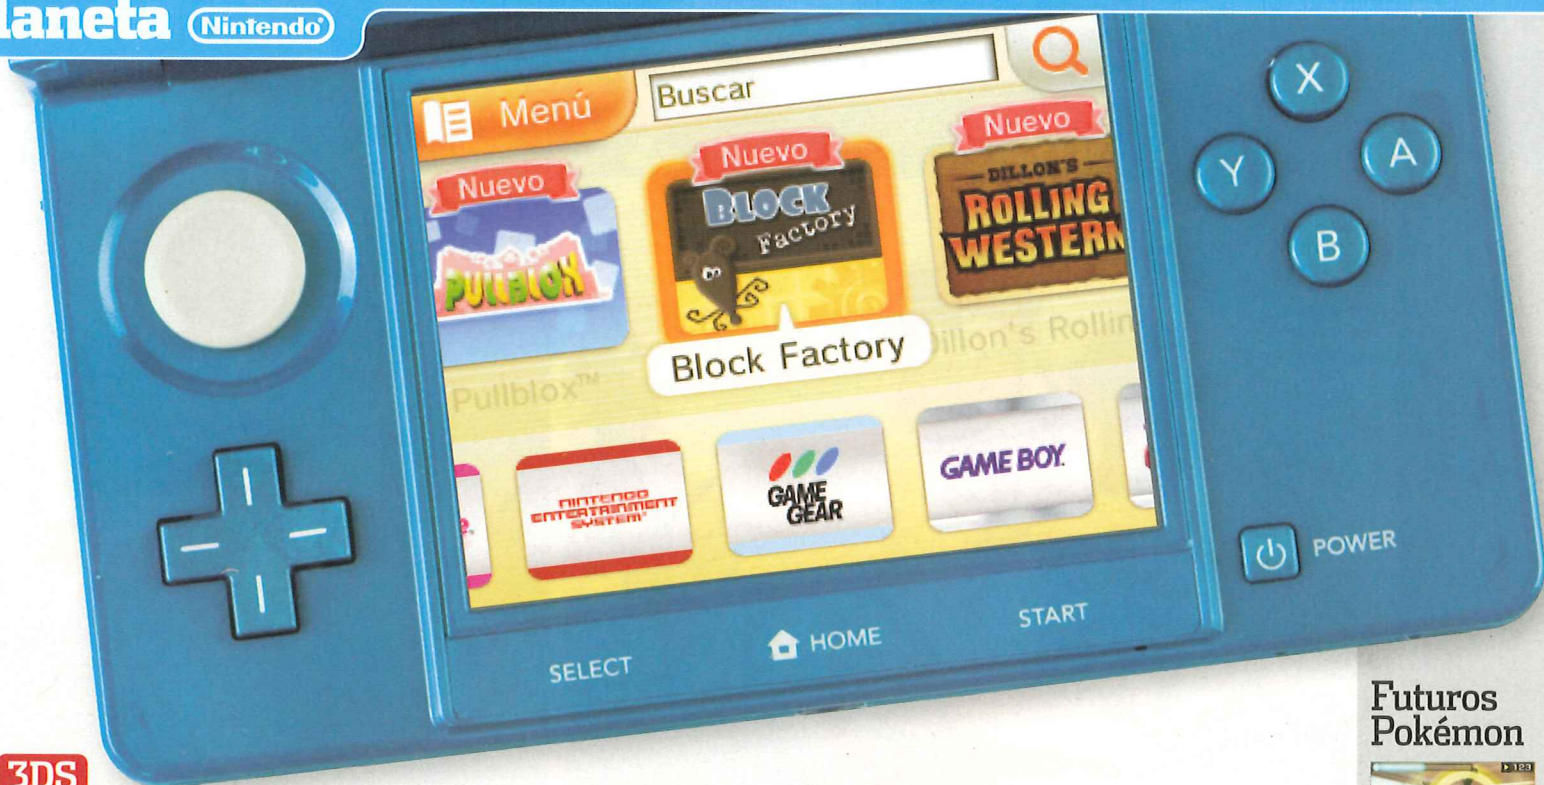 laneta Nintendo
Menú
Buscar
Nuevo
Nuevo
Nuevo
PULLBLOX
BLOCK
Factory
DILLON'S
ROLLING
WESTERN
Pullblox™
Block Factory
Dillon's Rollin
NINTENDO
ENTERTAINMENT
SYSTEM
GAME
GEAR
GAME BOY
X
Y
A
B
POWER
SELECT
HOME
START
3DS
Futuros
Pokémon
123